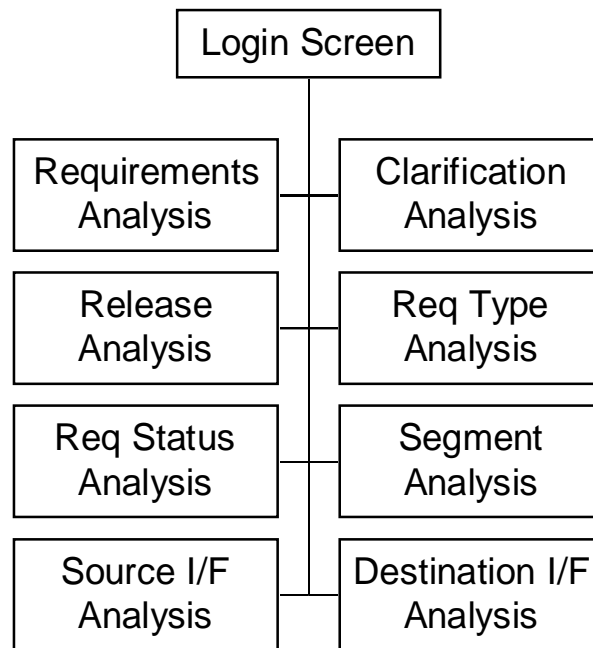 Login Screen
Requirements
Analysis
Clarification
Analysis
Release
Analysis
Req Type
Analysis
Req Status
Analysis
Segment
Analysis
Source I/F
Analysis
Destination I/F
Analysis